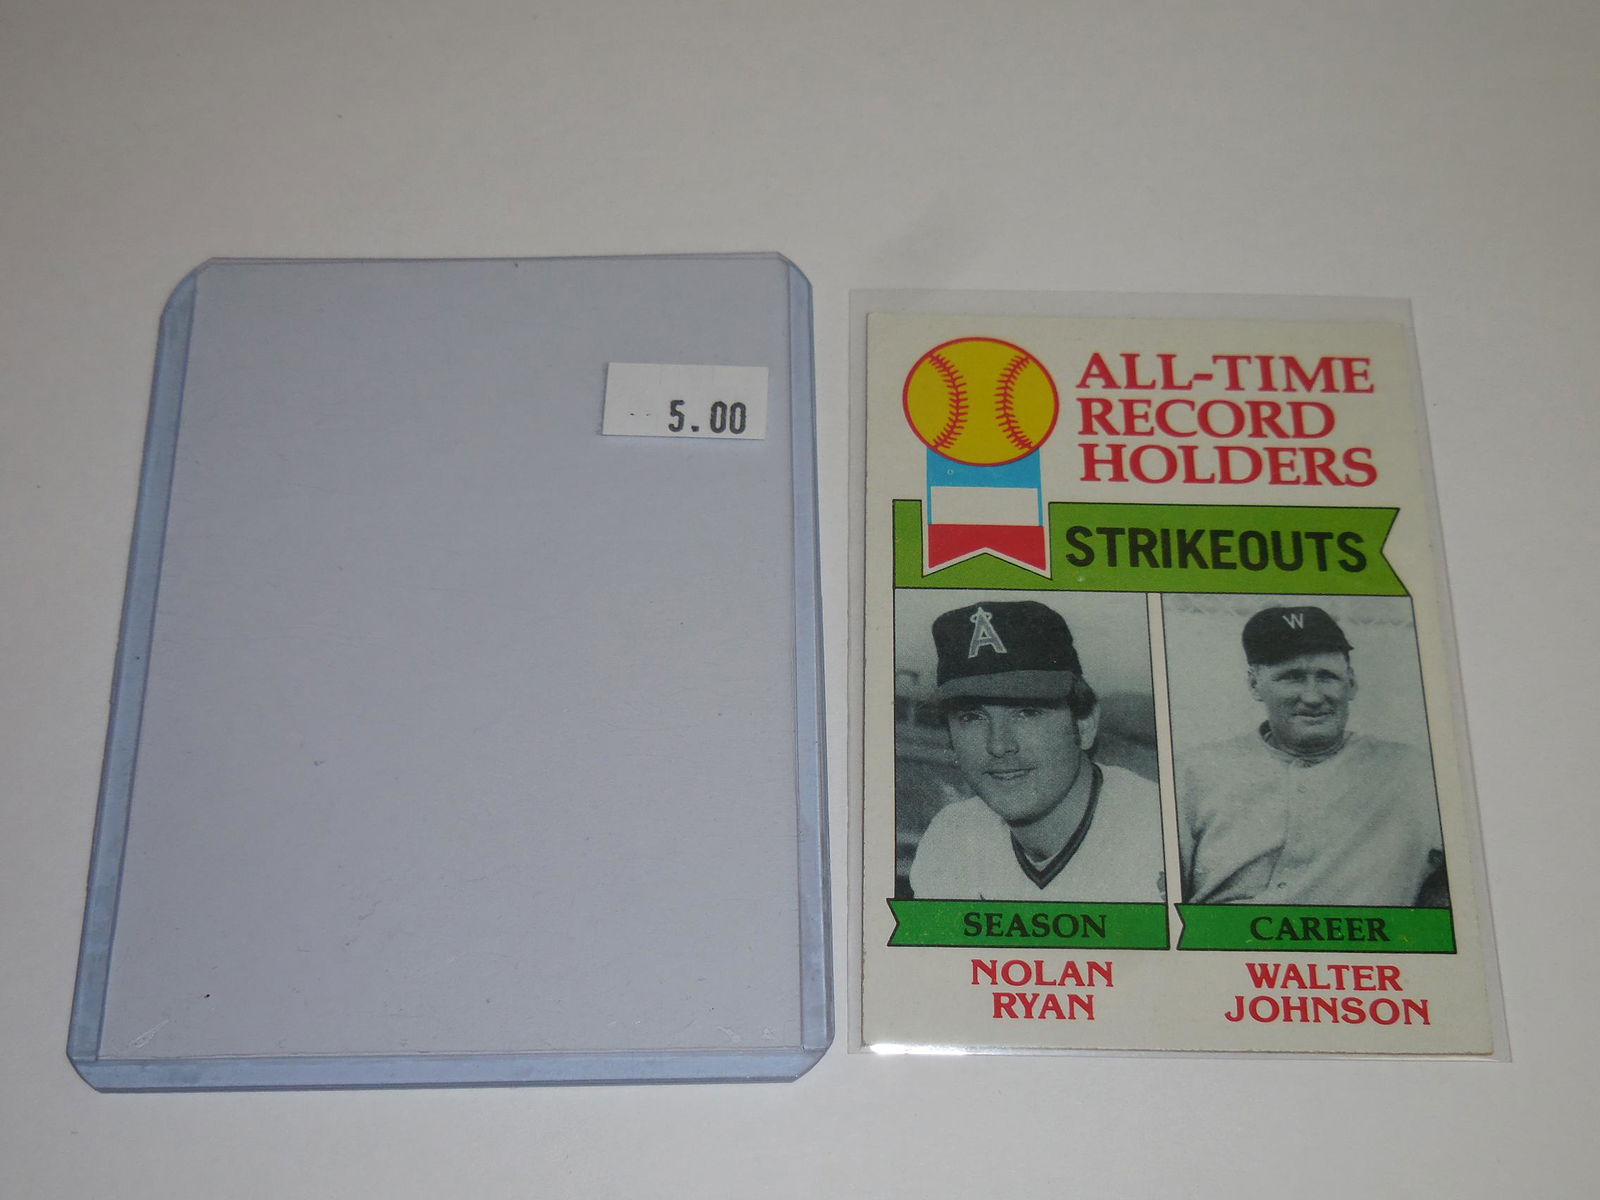 5.00
ALL-TIME
RECORD
HOLDERS
STRIKEOUTS
A
W
SEASON
CAREER
NOLAN
RYAN
WALTER
JOHNSON